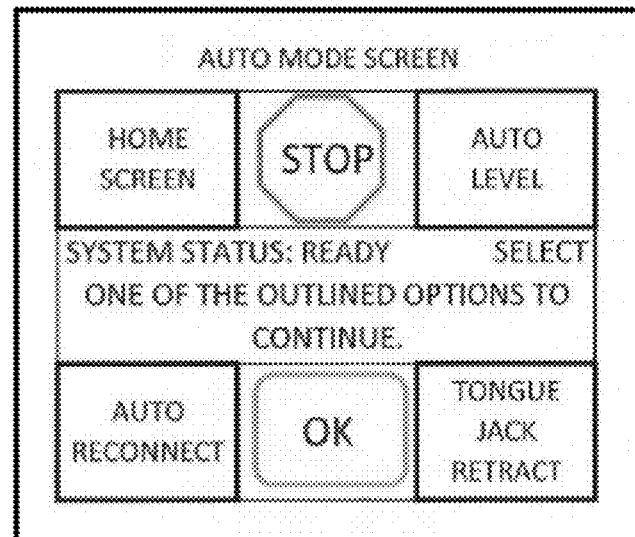 AUTO MODE SCREEN
HOME
SCREEN
STOP
AUTO
LEVEL
SYSTEM STATUS: READY SELECT
ONE OF THE OUTLINED OPTIONS TO
CONTINUE.
AUTO
RECONNECT
OK
TONGUE
JACK
RETRACT